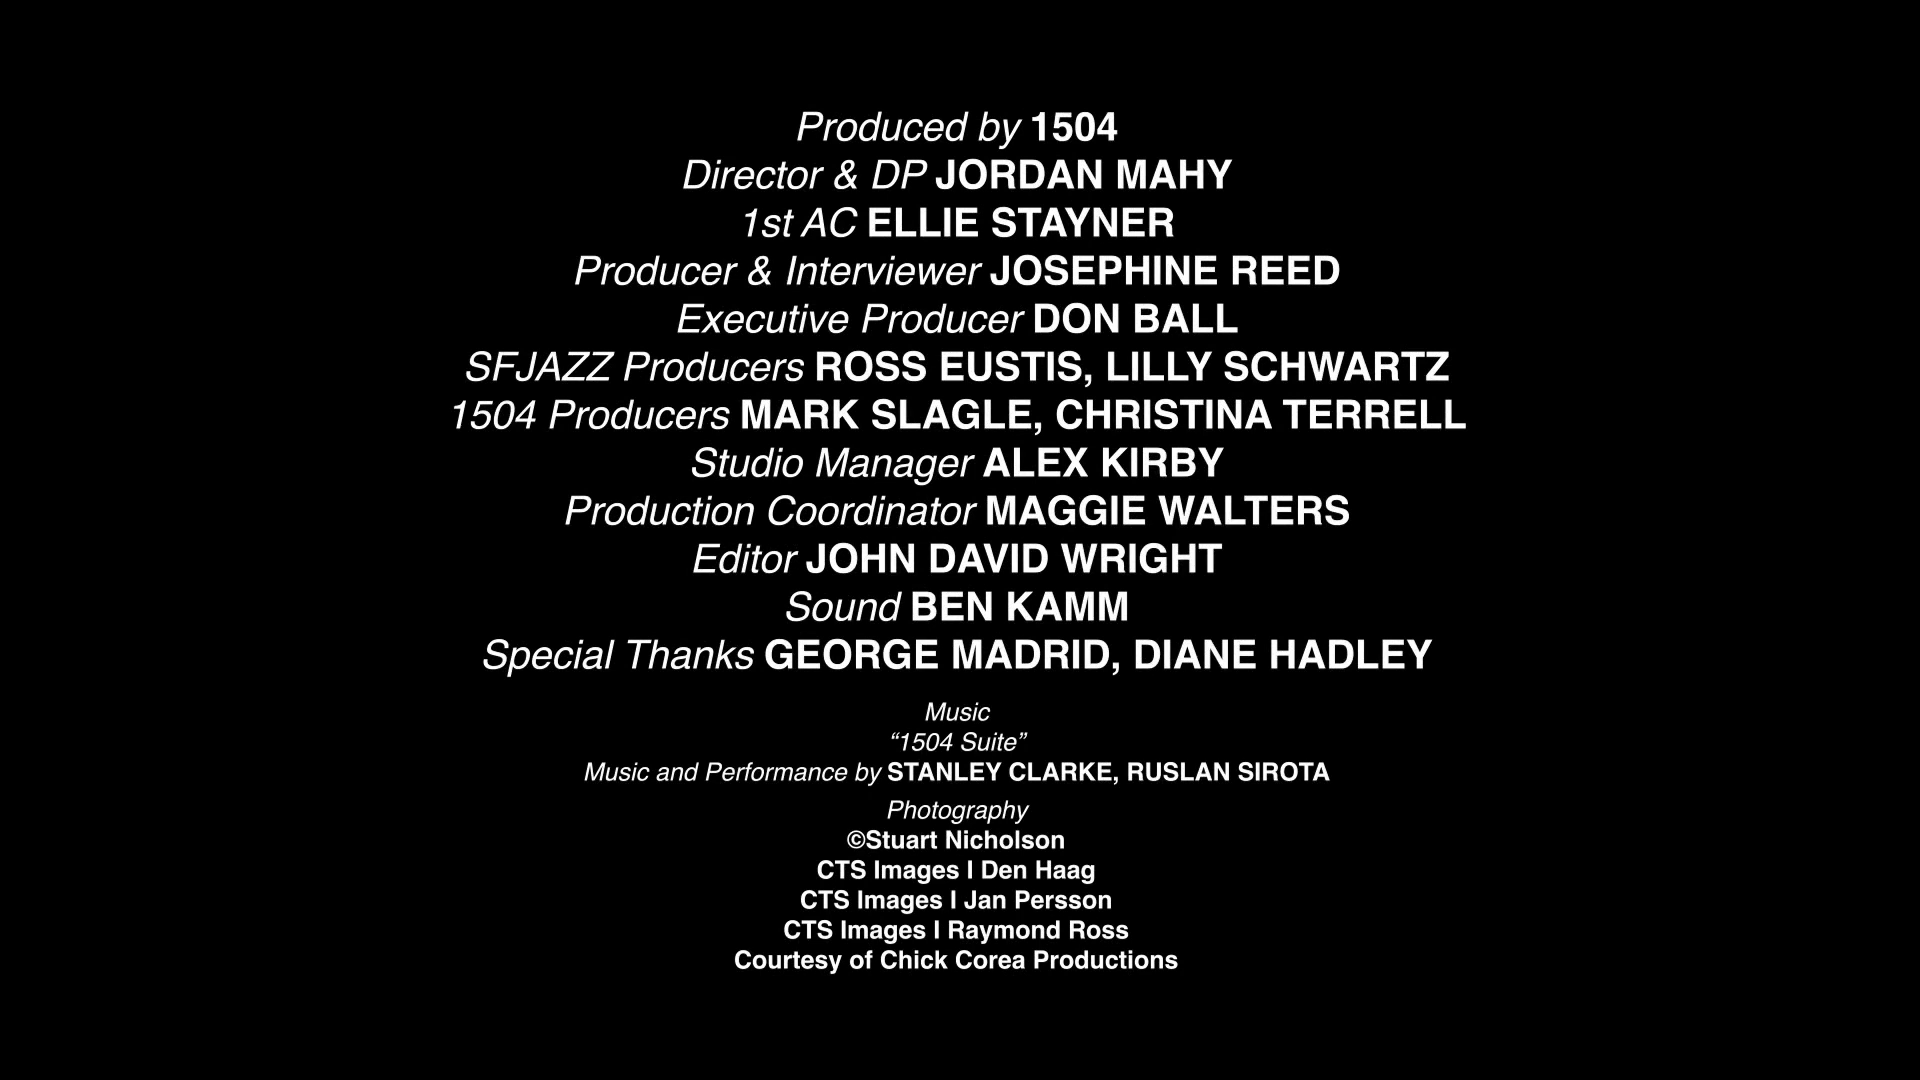 Produced by 1504
Director & DP JORDAN MAHY
1st AC ELLIE STAYNER
Producer & Interviewer JOSEPHINE REED
Executive Producer DON BALL
SFJAZZ Producers ROSS EUSTIS, LILLY SCHWARTZ
1504 Producers MARK SLAGLE, CHRISTINA TERRELL
Studio Manager ALEX KIRBY
Production Coordinator MAGGIE WALTERS
Editor JOHN DAVID WRIGHT
Sound BEN KAMM
Special Thanks GEORGE MADRID, DIANE HADLEY
Music
“1504 Suite”
Music and Performance by STANLEY CLARKE, RUSLAN SIROTA
Photography
©Stuart Nicholson
CTS Images I Den Haag
CTS Images I Jan Persson
CTS Images I Raymond Ross
Courtesy of Chick Corea Productions